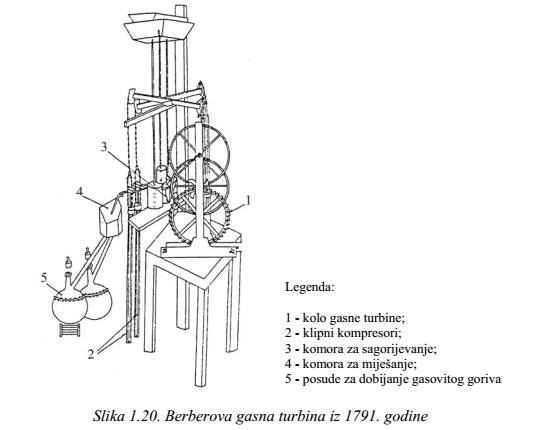 3
4
1
5
2
Legenda:
1 - kolo gasne turbine;
2 - klipni kompresori;
3 - komora za sagorijevanje;
4 - komora za miješanje;
5 - posude za dobijanje gasovitog goriva
Slika 1.20. Berberova gasna turbina iz 1791. godine